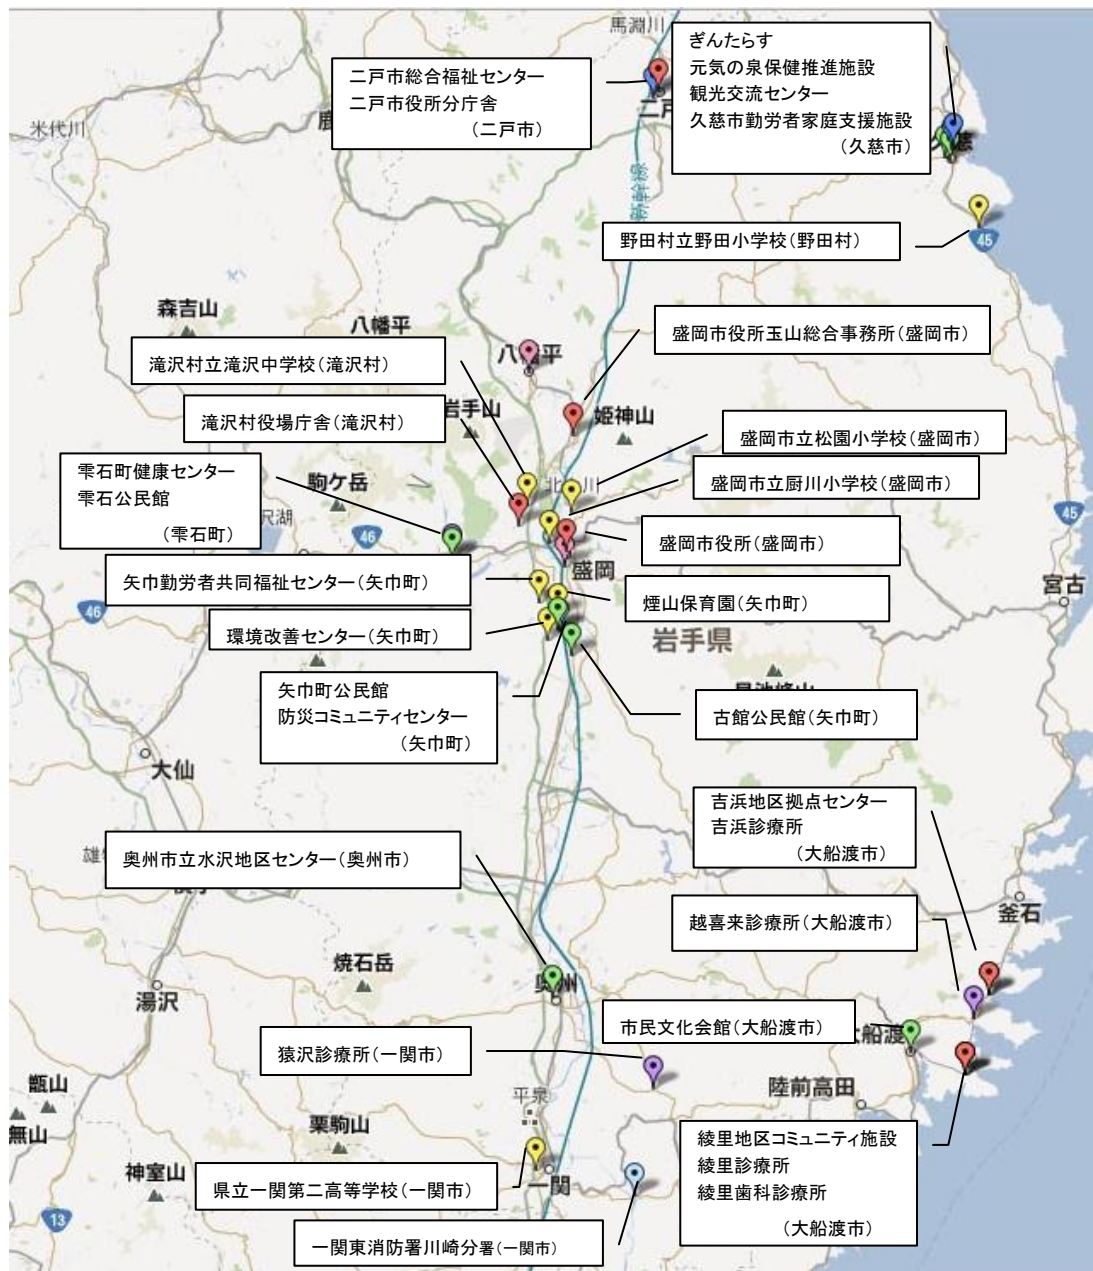 馬淵川
ぎんたらす
元気の泉保健推進施設
観光交流センター
久慈市勤労者家庭支援施設
(久慈市)
二戸市総合福祉センター
二戸市役所分庁舎
(二戸市)
米代川
新幹線
野田村立野田小学校(野田村)
45
森吉山
八幡平
盛岡市役所玉山総合事務所(盛岡市)
滝沢村立滝沢中学校(滝沢村)
八幡平
滝沢村役場庁舎(滝沢村)
岩手山
姫神山
盛岡市立松園小学校(盛岡市)
雫石町健康センター
雫石公民館
(雫石町)
駒ケ岳
盛岡市立厨川小学校(盛岡市)
45
46
盛岡市役所(盛岡市)
盛岡
矢巾勤労者共同福祉センター(矢巾町)
宮古
46
煙山保育園(矢巾町)
環境改善センター(矢巾町)
岩手県
矢巾町公民館
防災コミュニティセンター
(矢巾町)
古館公民館(矢巾町)
大仙
吉浜地区拠点センター
吉浜診療所
(大船渡市)
奥州市立水沢地区センター(奥州市)
釜石
越喜来診療所(大船渡市)
焼石岳
奥州
湯沢
市民文化会館(大船渡市)
大船渡
猿沢診療所(一関市)
甑山
平泉
陸前高田
栗駒山
綾里地区コミュニティ施設
綾里診療所
綾里歯科診療所
(大船渡市)
無山
神室山
県立一関第二高等学校(一関市)
一関
13
一関東消防署川崎分署(一関市)